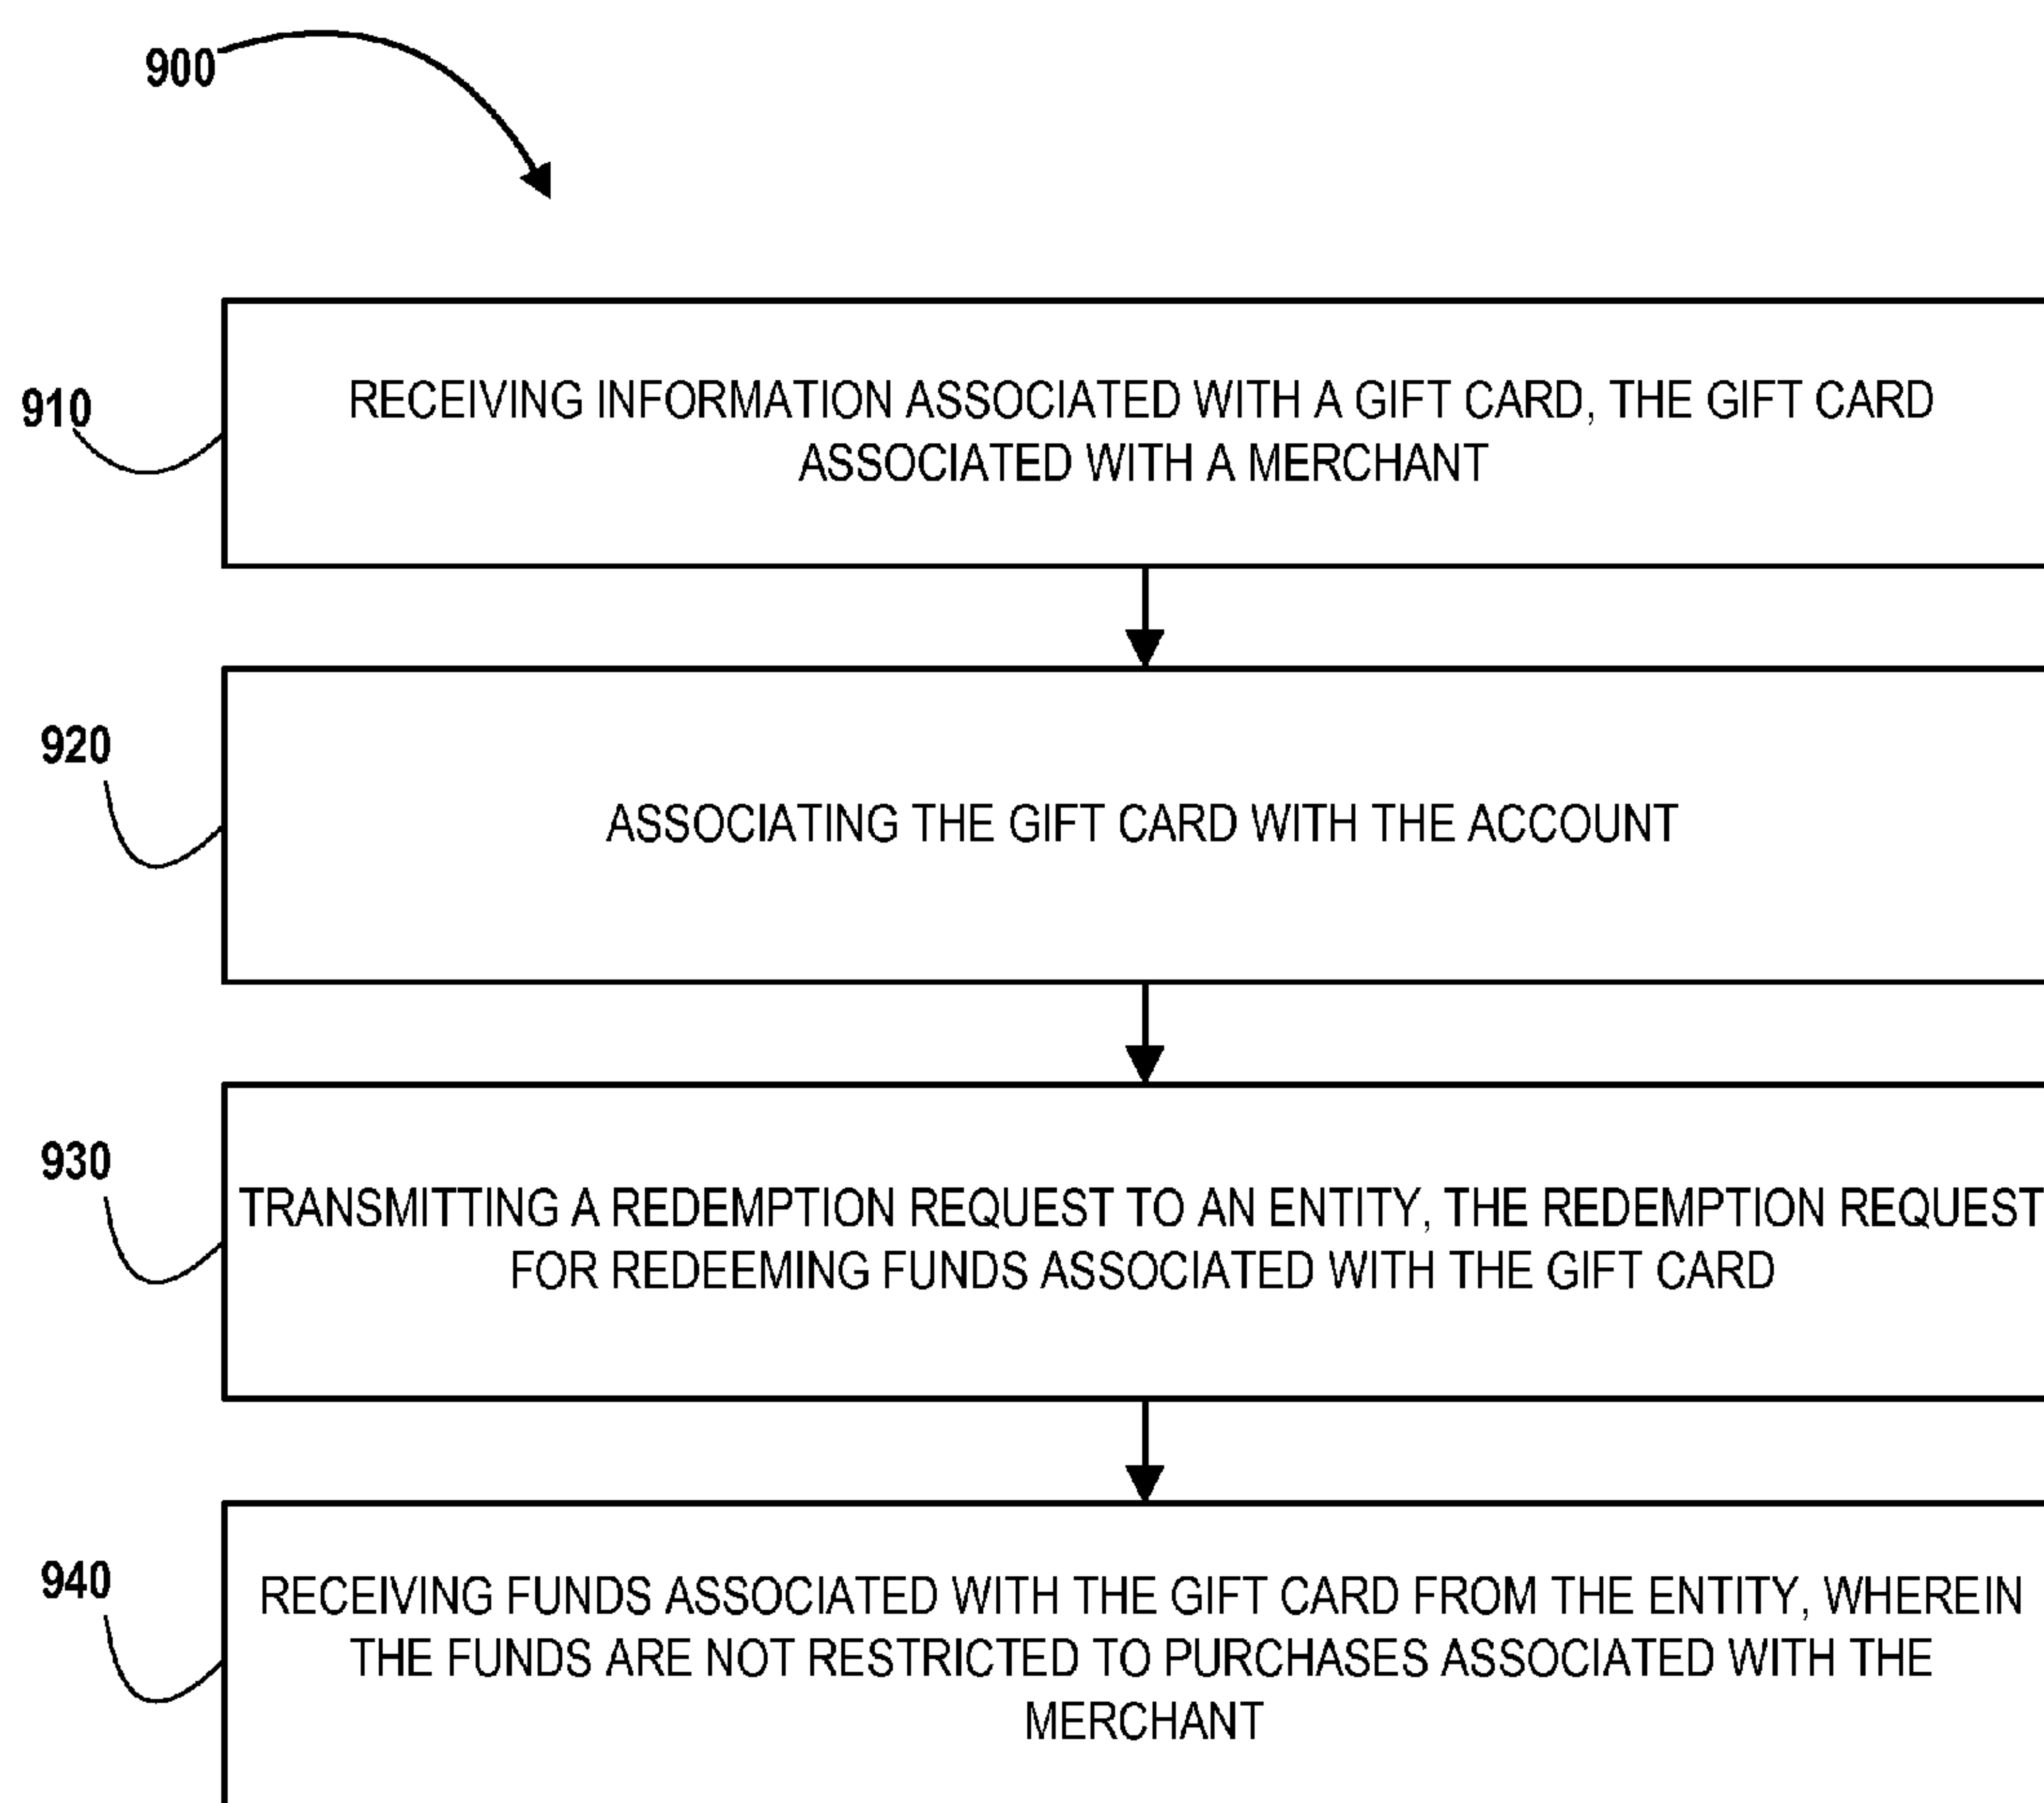 900
910
RECEIVING INFORMATION ASSOCIATED WITH A GIFT CARD, THE GIFT CARD
ASSOCIATED WITH A MERCHANT
920
ASSOCIATING THE GIFT CARD WITH THE ACCOUNT
930
TRANSMITTING A REDEMPTION REQUEST TO AN ENTITY, THE REDEMPTION REQUEST
FOR REDEEMING FUNDS ASSOCIATED WITH THE GIFT CARD
940
RECEIVING FUNDS ASSOCIATED WITH THE GIFT CARD FROM THE ENTITY, WHEREIN
THE FUNDS ARE NOT RESTRICTED TO PURCHASES ASSOCIATED WITH THE
MERCHANT